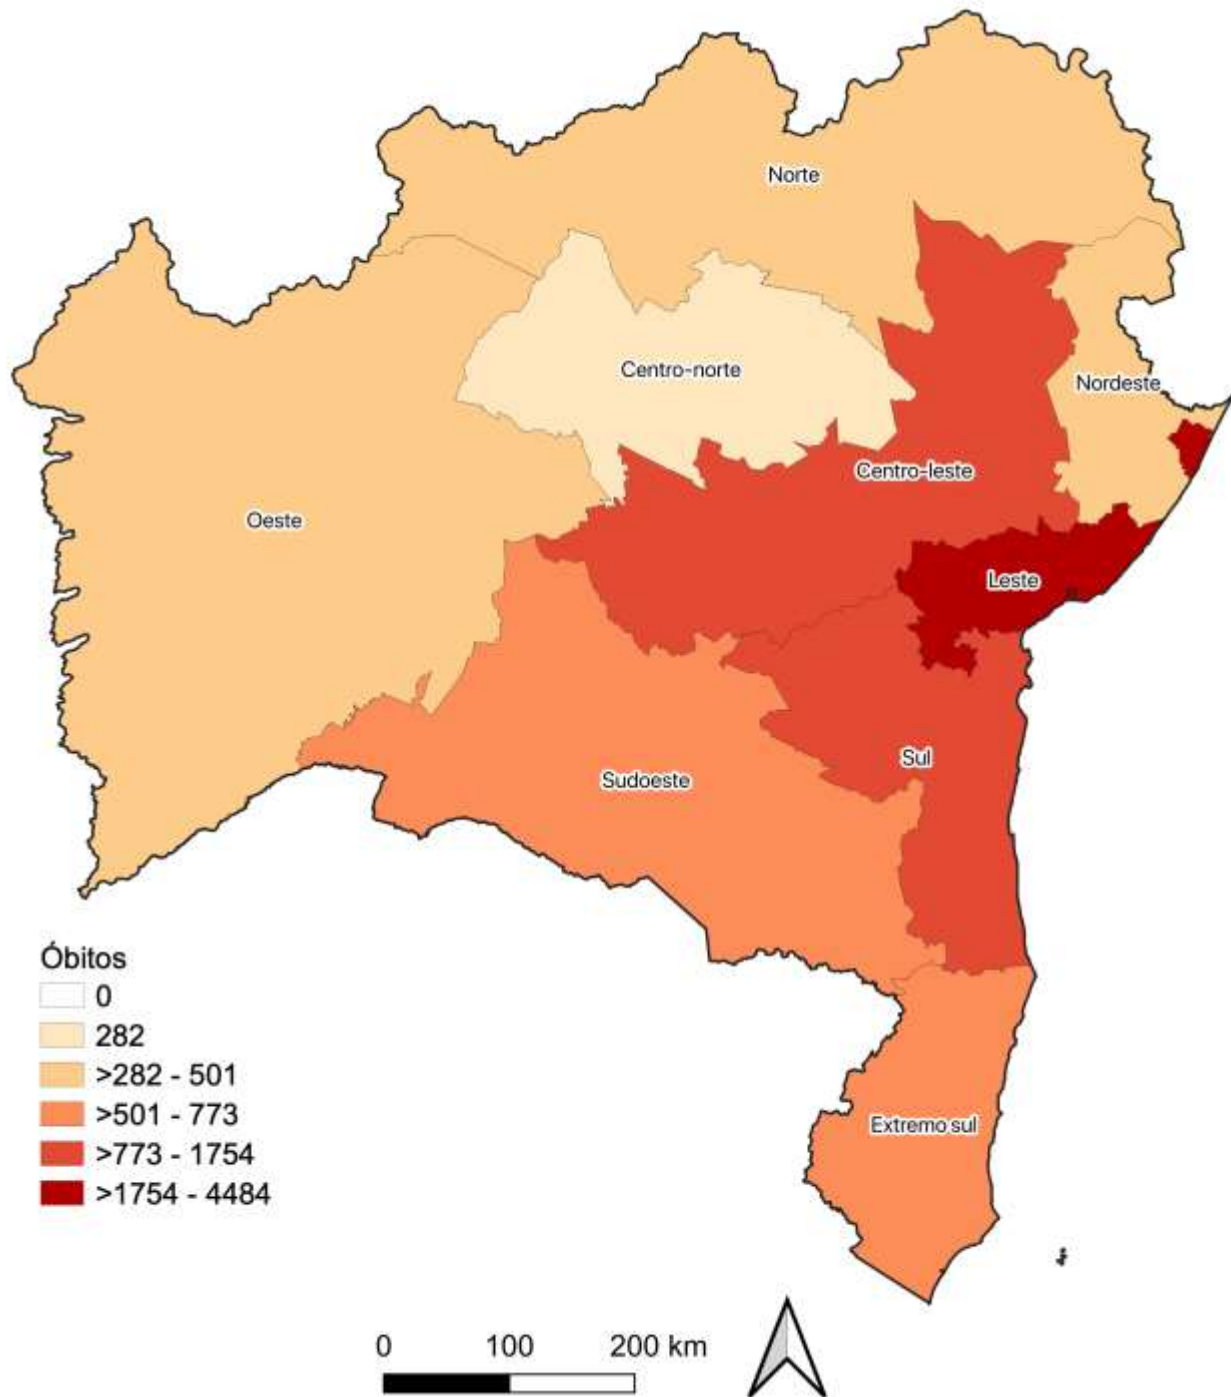 Norte
Centro-norte
Nordeste
Centro-leste
Oeste
Leste
Sul
Sudoeste
Extremo sul
Óbitos
0
282
>282 - 501
>501 - 773
>773 - 1754
>1754 - 4484
0 100 200 km